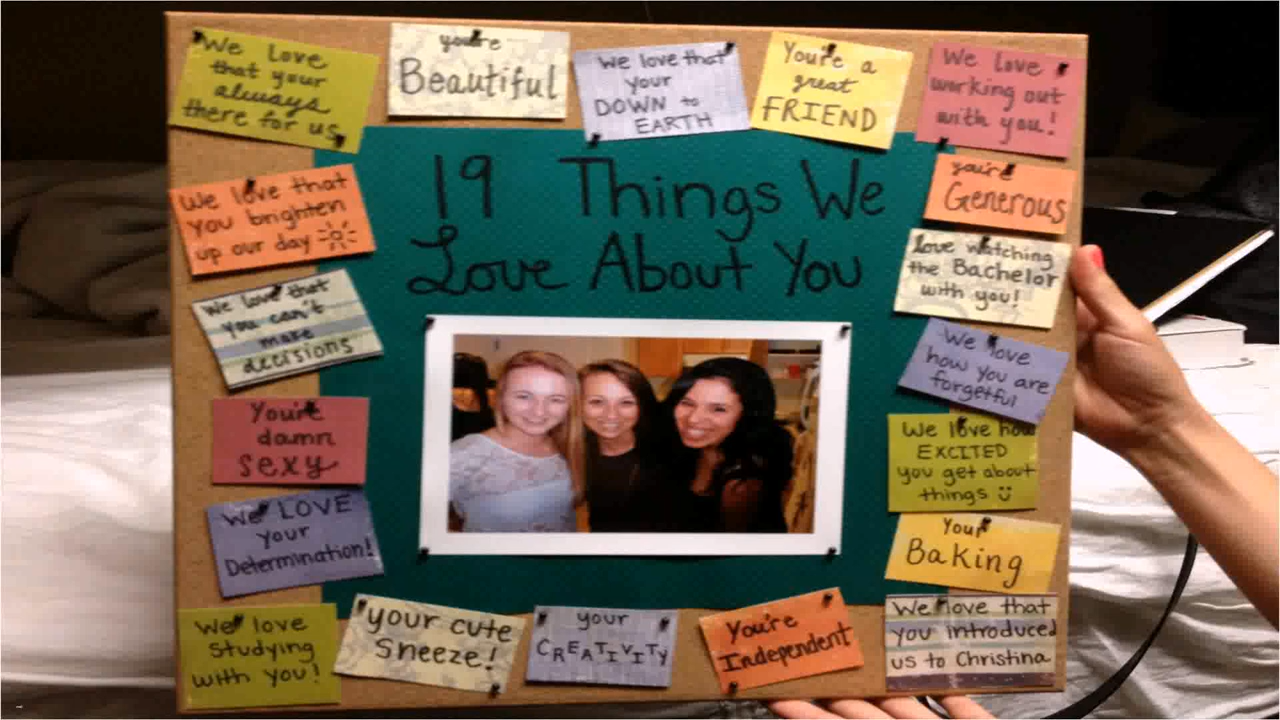 We Love
that your
always
there for us
you're
Beautiful
We love that
your
DOWN to
EARTH
You're a
great
FRIEND
We love
working out
with you!
19 Things We
Love About You
We love that
you brighten
up our day
you're
Generous
love watching
the Bachelor
with you!
We love that
you can't
make
decisions
We love
how you are
forgetful
You're
damn
sexy
We love how
EXCITED
you get about
things
We LOVE
your
Determination!
Your
BAKING
We love
studying
with you!
your cute
sneeze!
your
CREATIVITY
You're
Independent
We love that
you introduced
us to Christina